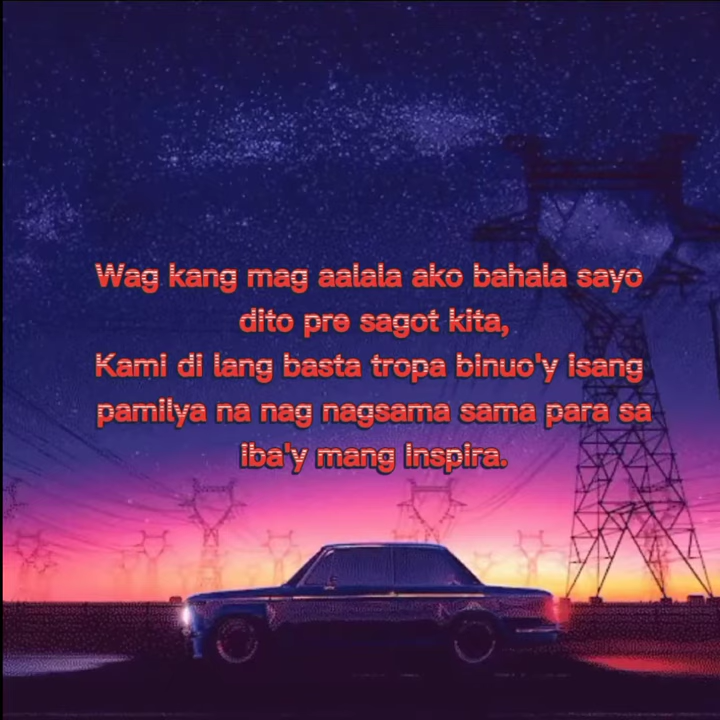 Wag kang mag aalala ako bahala sayo
dito pre sagot kita,
Kami di lang basta tropa binuo'y isang
pamilya na nag nagsama sama para sa
iba'y mang inspira.